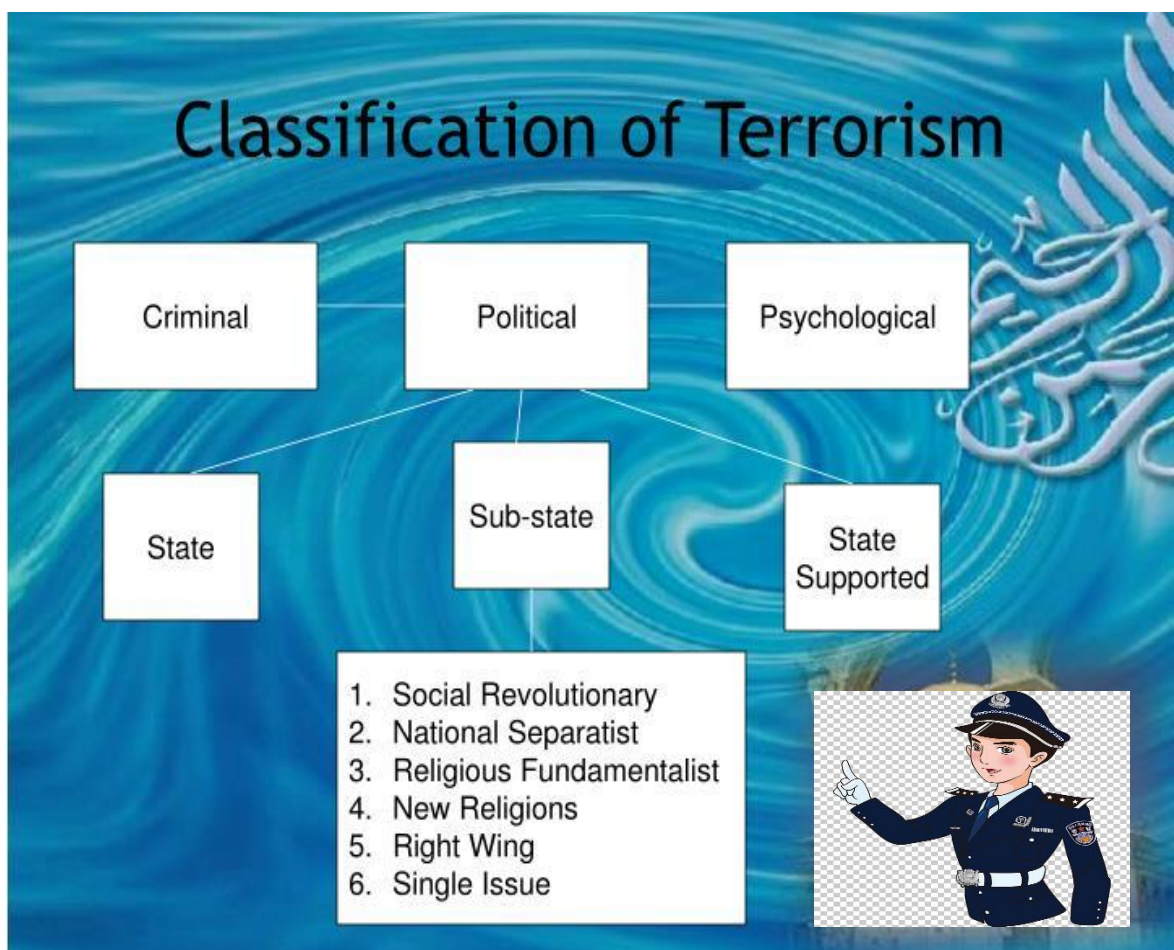 Classification of Terrorism
Criminal
Political
Psychological
State
Sub-state
State
Supported
1. Social Revolutionary
2. National Separatist
3. Religious Fundamentalist
4. New Religions
5. Right Wing
6. Single Issue